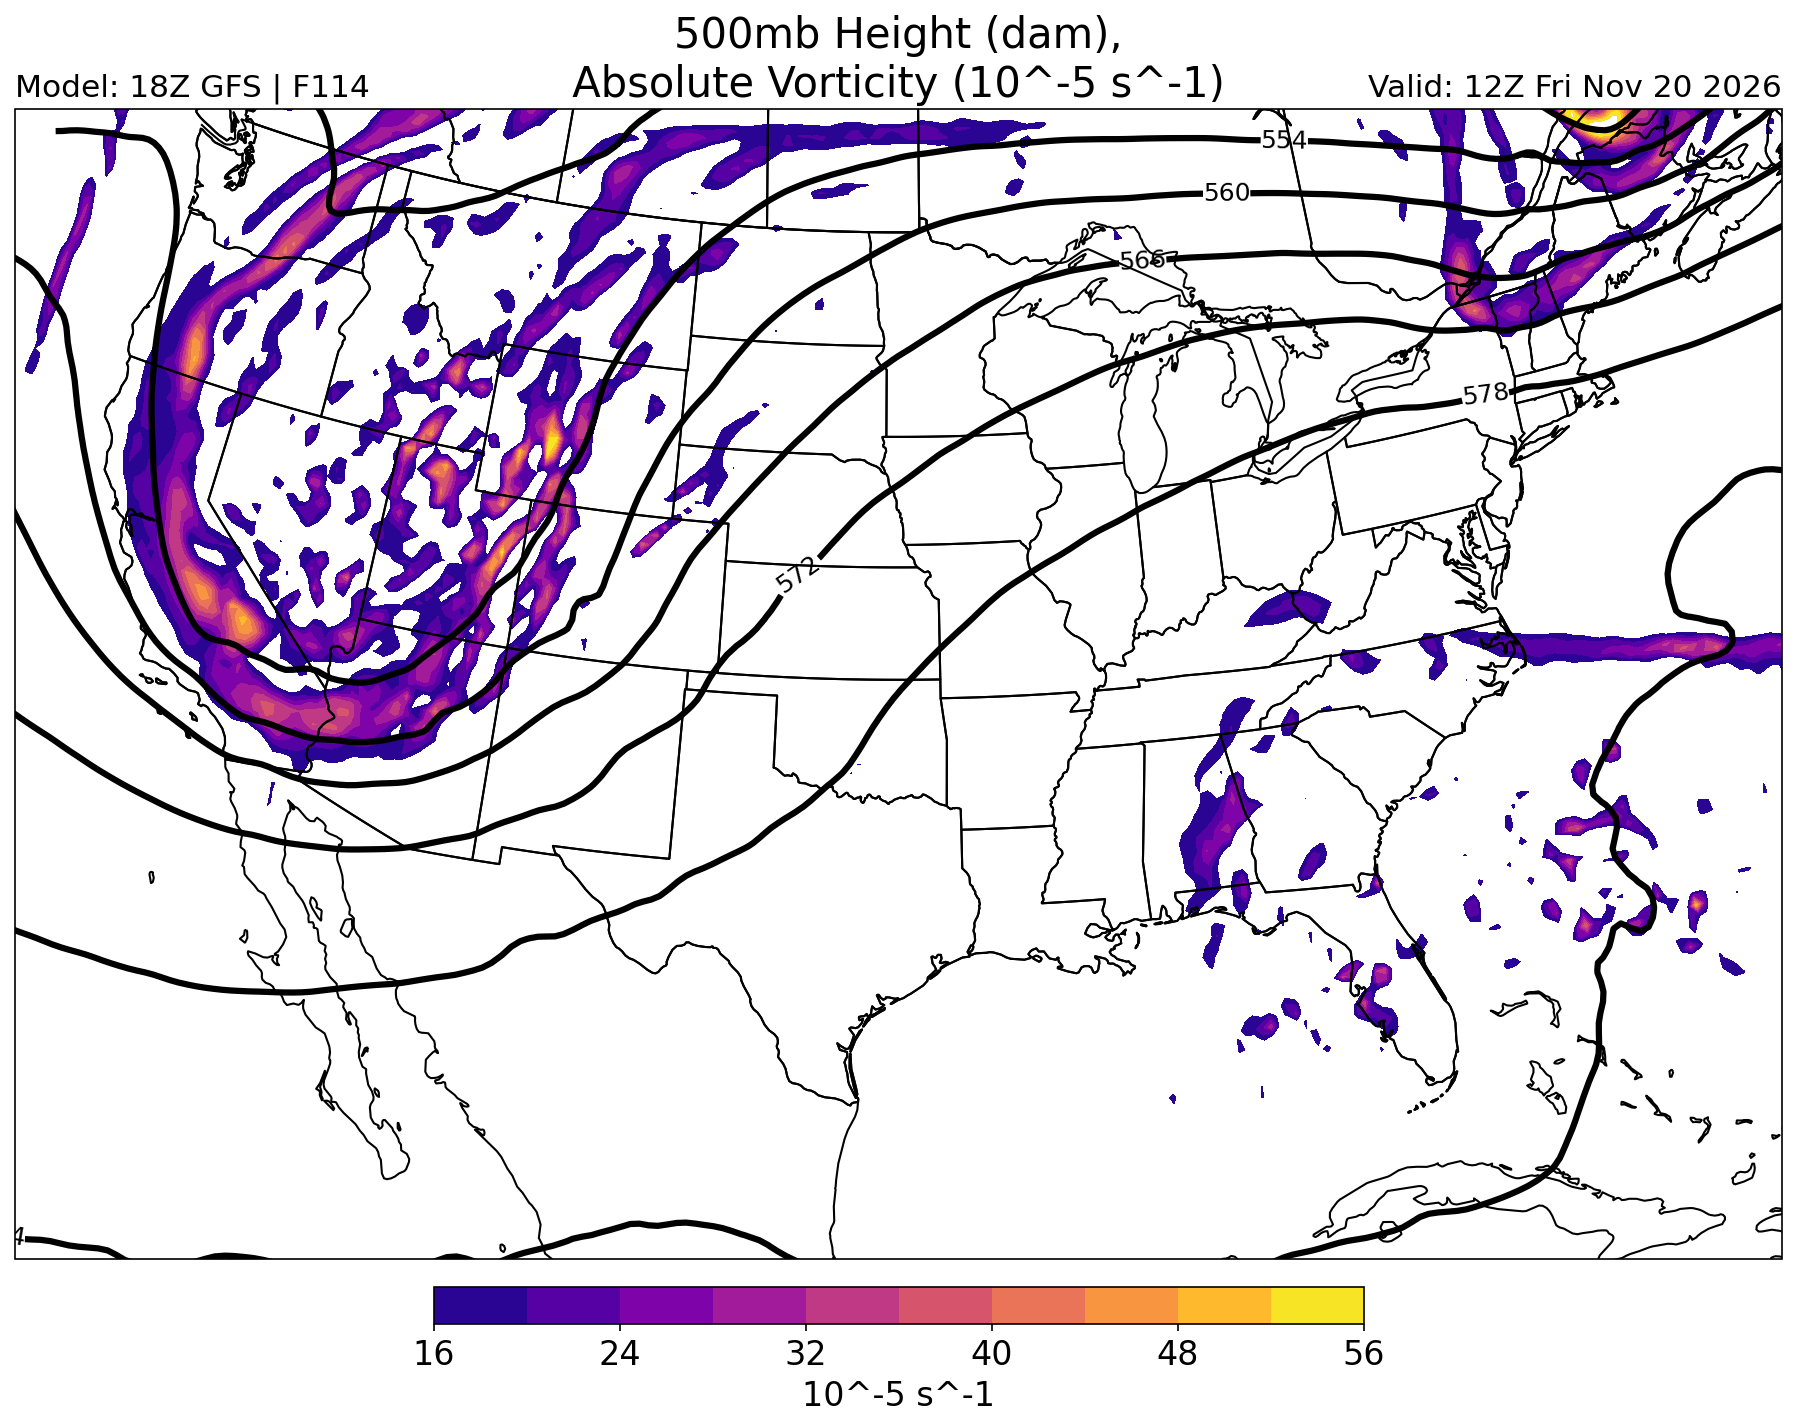 500mb Height (dam),
Model: 18Z GFS | F114
Absolute Vorticity (10^-5 s^-1)
Valid: 12Z Fri Nov 20 2026
554
560
566
578
572
4
16 24 32 40 48 56
10^-5 s^-1